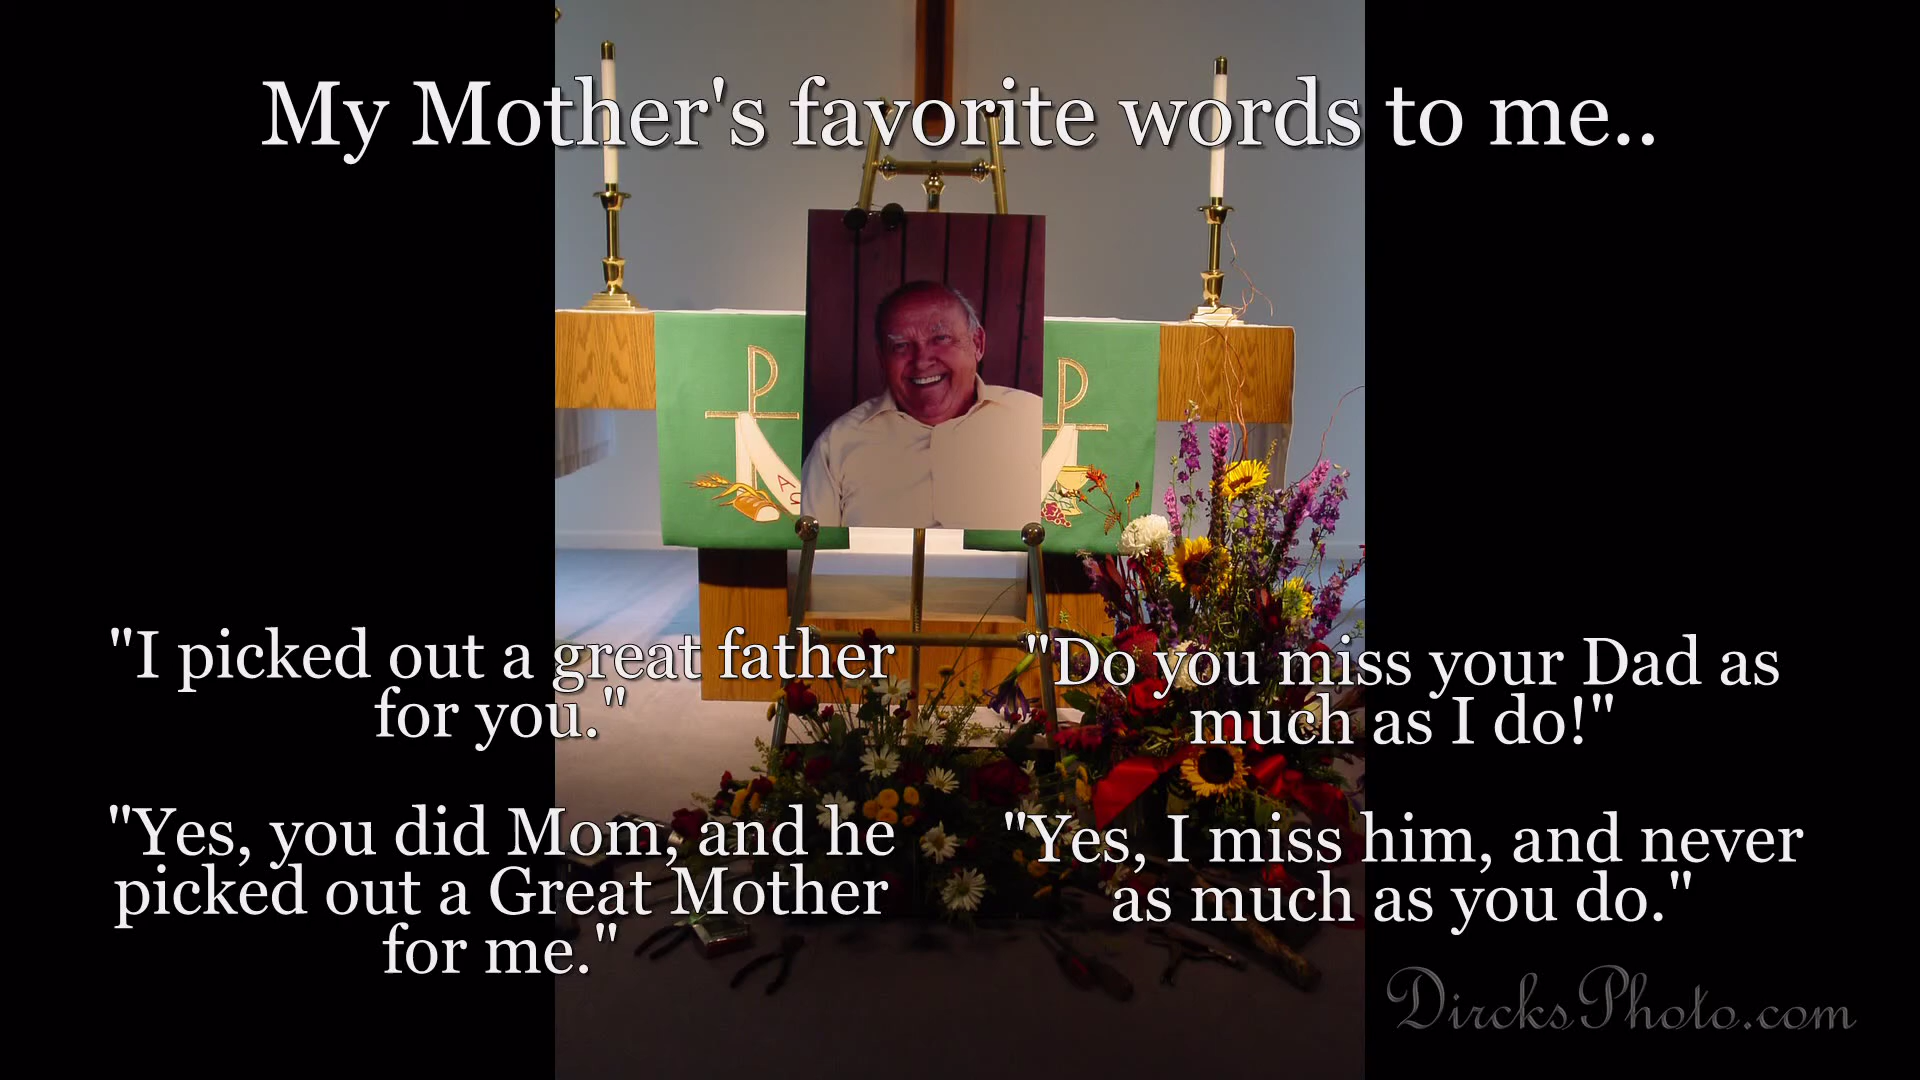 My Mother's favorite words to me..
"I picked out a great father
for you."
"Yes, you did Mom, and he
picked out a Great Mother
for me."
"Do you miss your Dad as
much as I do!"
"Yes, I miss him, and never
as much as you do."
A
Ω
DircksPhoto.com